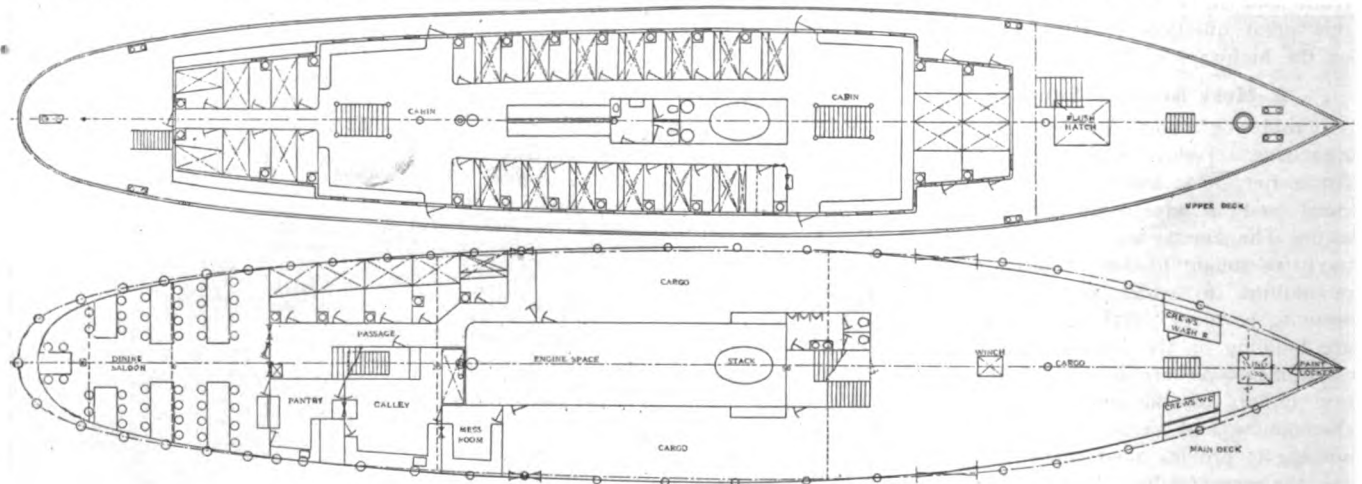 CABIN
CABIN
FLUSH
HATCH
UPPER DECK
CARGO
CREWS
WASH R
PASSAGE
DINING
SALOON
ENGINE SPACE
STACK
WINCH
CARGO
PAINT
LOCKER
PANTRY
GALLEY
MESS
ROOM
CREWS WC
CARGO
MAIN DECK